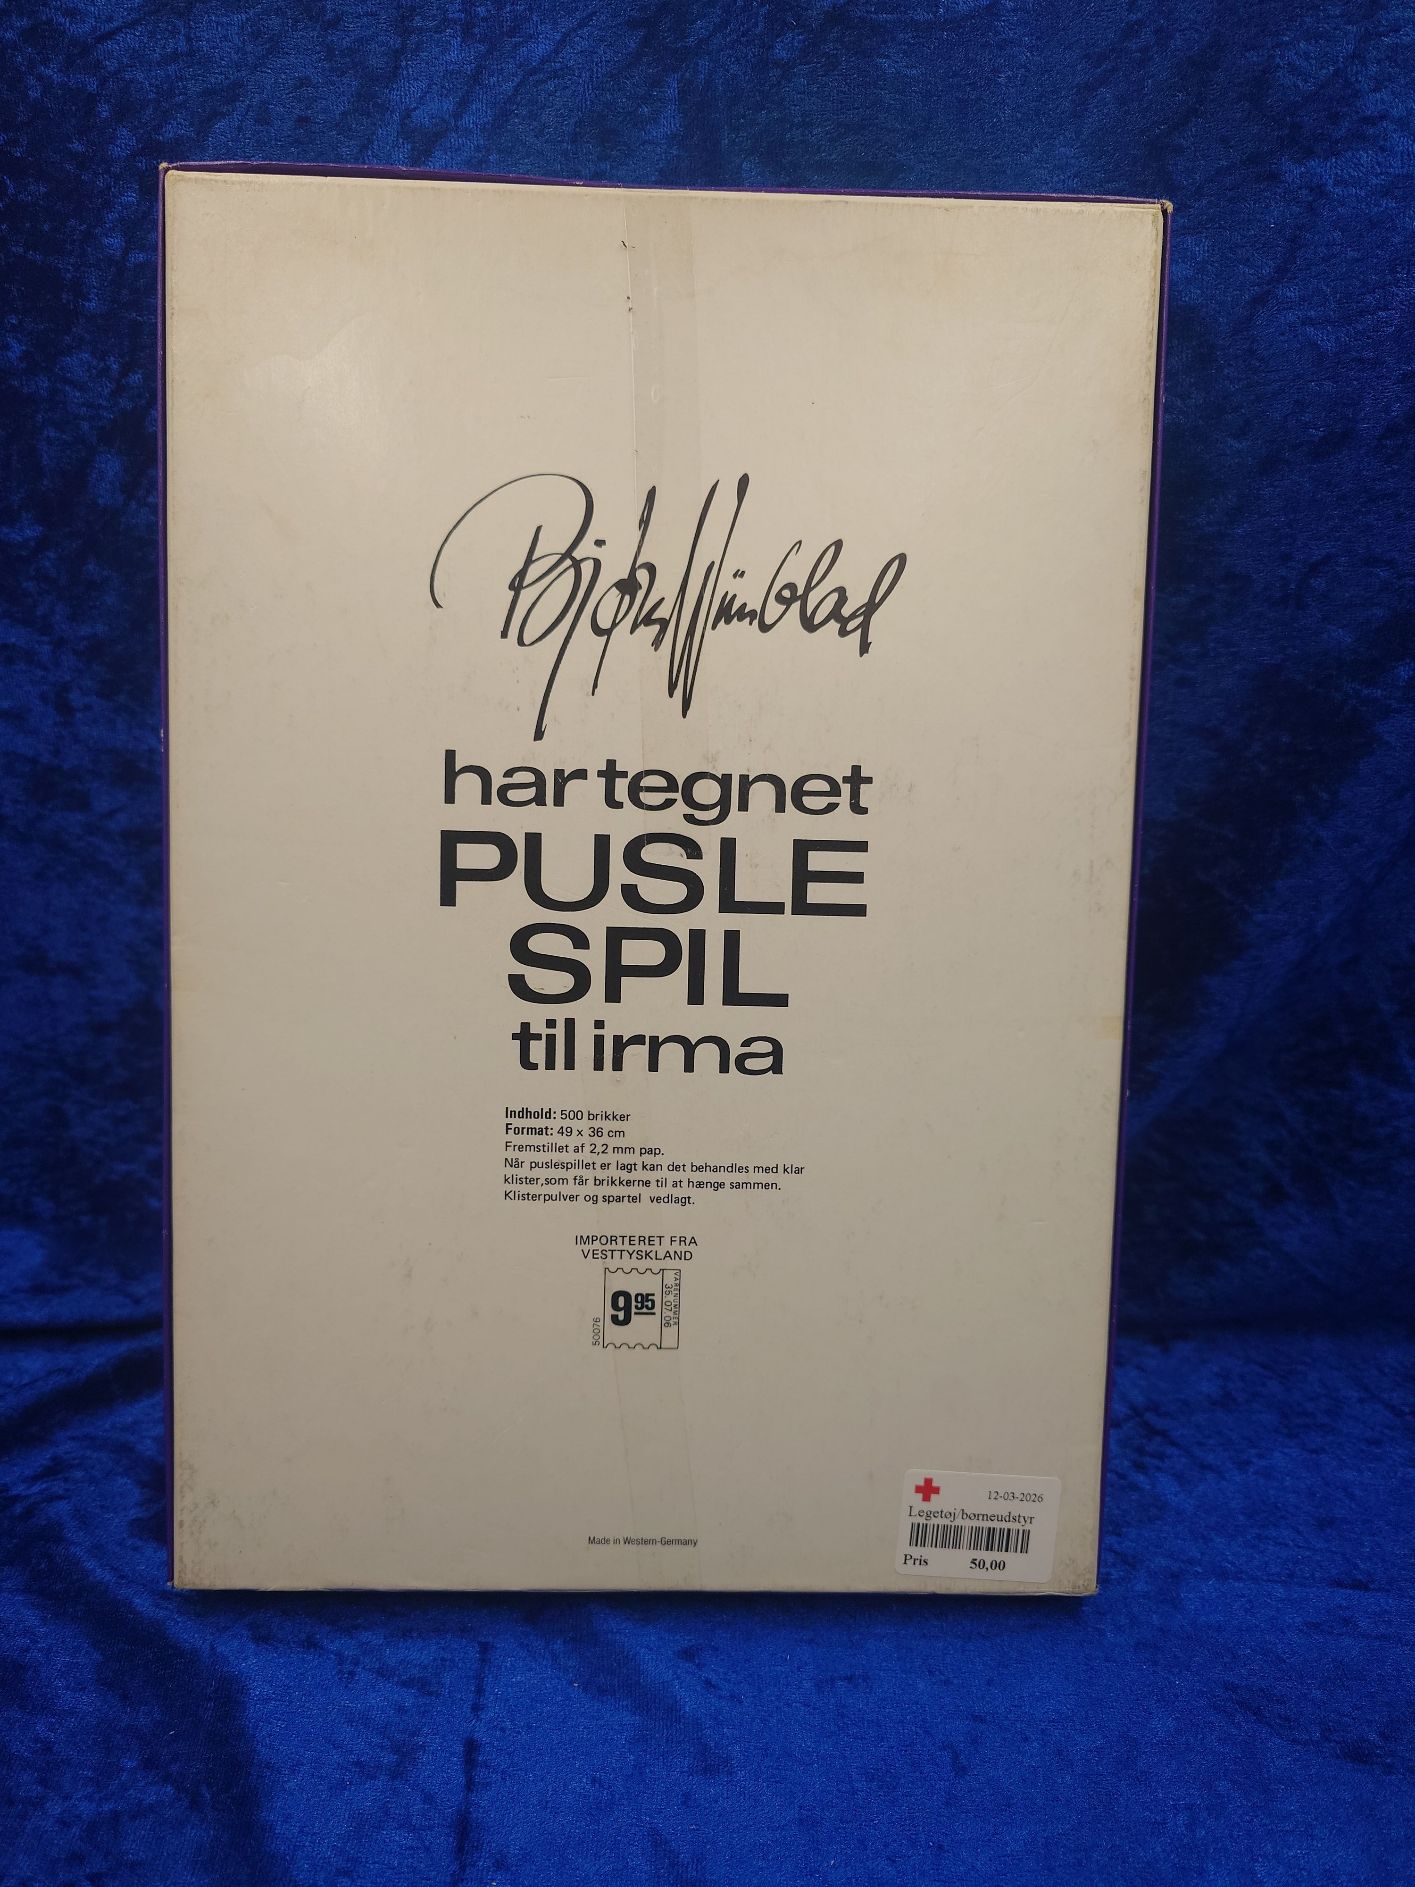 Bjørn Wiinblad
har tegnet
PUSLE
SPIL
til irma
Indhold: 500 brikker
Format: 49 x 36 cm
Fremstillet af 2,2 mm pap.
Når puslespillet er lagt kan det behandles med klar
klister,som får brikkerne til at hænge sammen.
Klisterpulver og spartel vedlagt.
IMPORTERET FRA
VESTTYSKLAND
9 95
VARENUMMER
35.07.06
50076
Made in Western-Germany
12-03-2026
Legetøj/børneudstyr
Pris 50,00